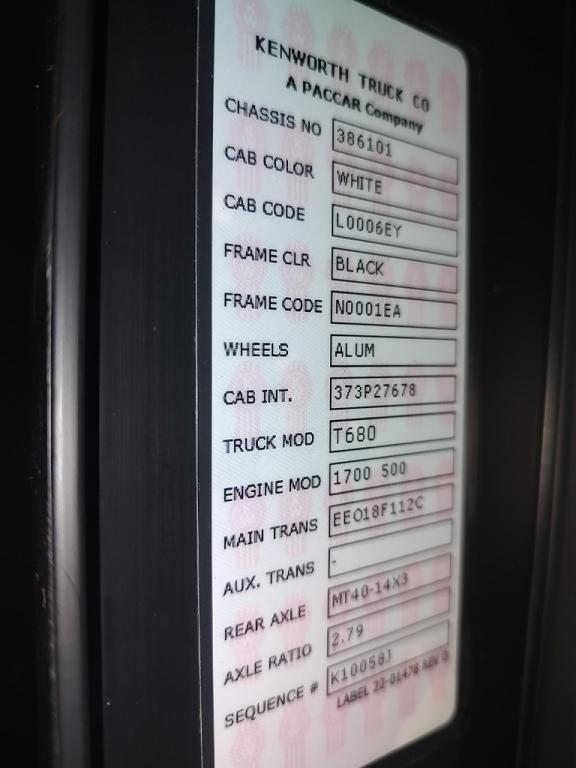 KENWORTH TRUCK CO
A PACCAR Company
CHASSIS NO 386101
CAB COLOR WHITE
CAB CODE L0006EY
FRAME CLR BLACK
FRAME CODE N0001EA
WHEELS ALUM
CAB INT. 373P27678
TRUCK MOD T680
ENGINE MOD 1700 500
MAIN TRANS EEO18F112C
AUX. TRANS -
REAR AXLE MT40-14X3
AXLE RATIO 2.79
SEQUENCE # K10058J
LABEL 22-01478 REV D